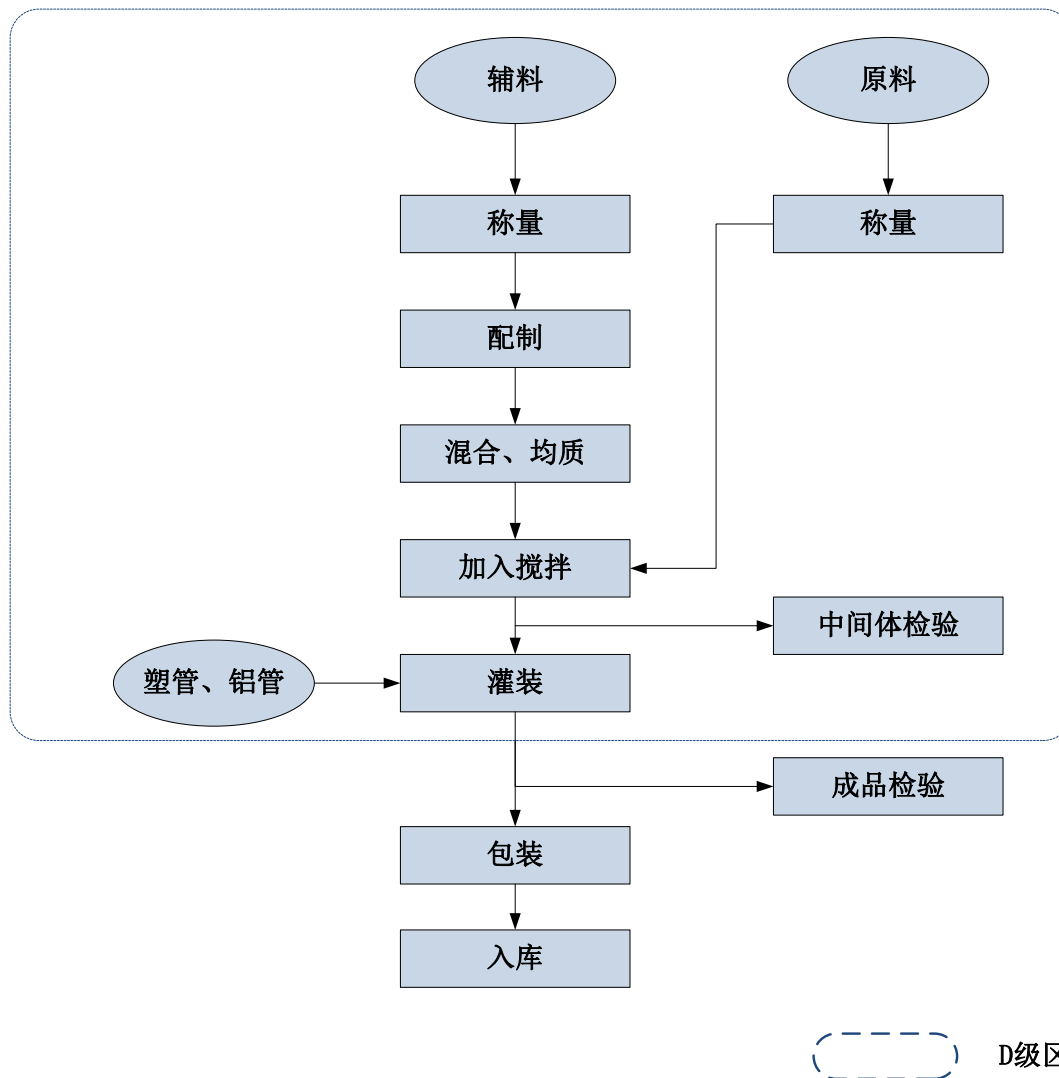 辅料
原料
称量
称量
配制
混合、均质
加入搅拌
中间体检验
塑管、铝管
灌装
成品检验
包装
入库
D级区